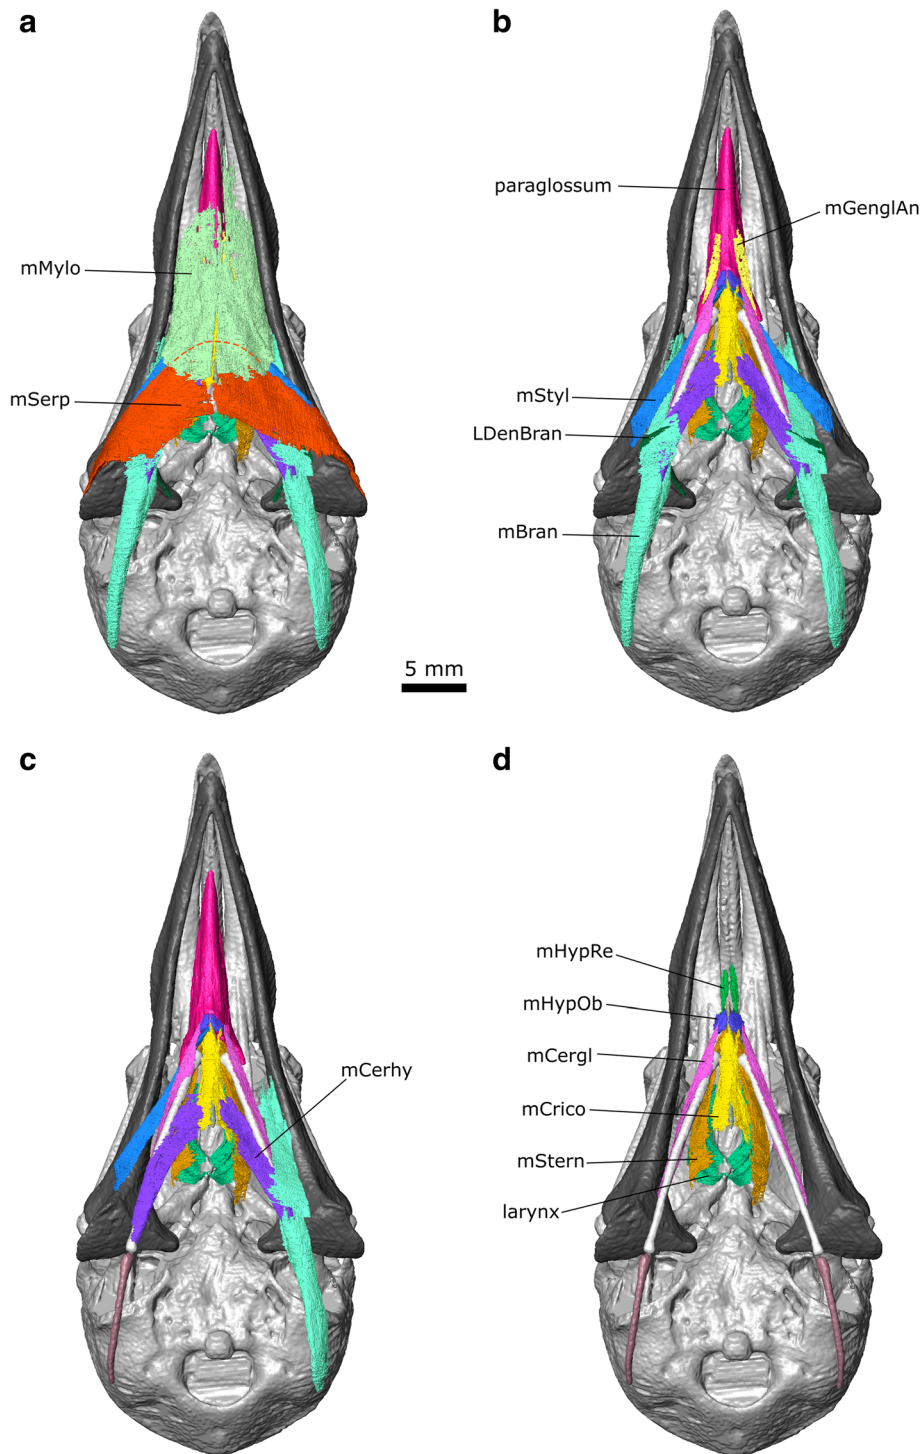 a
b
paraglossum
mGenglAn
mMylo
mStyl
mSerp
LDenBran
mBran
5 mm
c
d
mHypRe
mHypOb
mCergl
mCerhy
mCrico
mStern
larynx